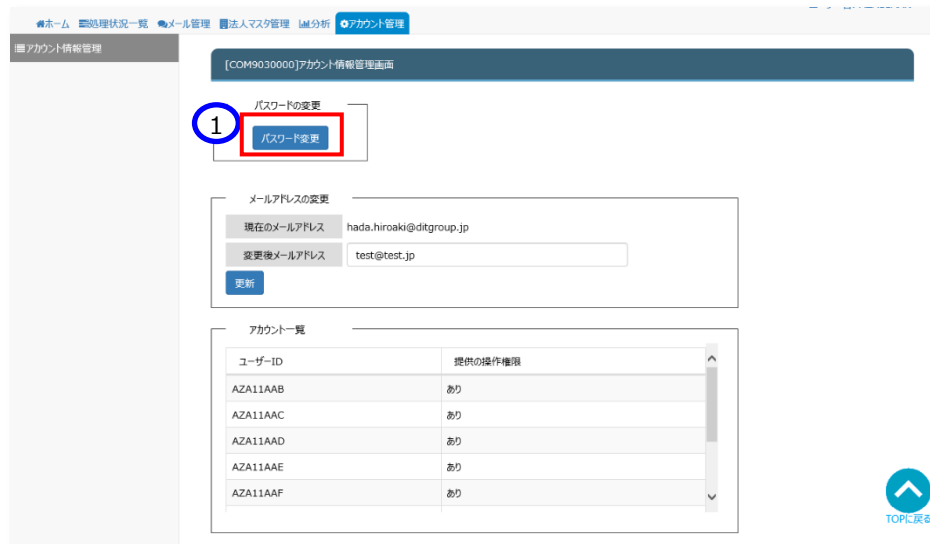 ホーム 処理状況一覧 メール管理 法人マスタ管理 分析 アカウント管理
アカウント情報管理
[COM9030000]アカウント情報管理画面
パスワードの変更
1
パスワード変更
メールアドレスの変更
現在のメールアドレス hada.hiroaki@ditgroup.jp
変更後メールアドレス test@test.jp
更新
アカウント一覧
ユーザーID 提供の操作権限
AZA11AAB あり
AZA11AAC あり
AZA11AAD あり
AZA11AAE あり
AZA11AAF あり
TOPに戻る